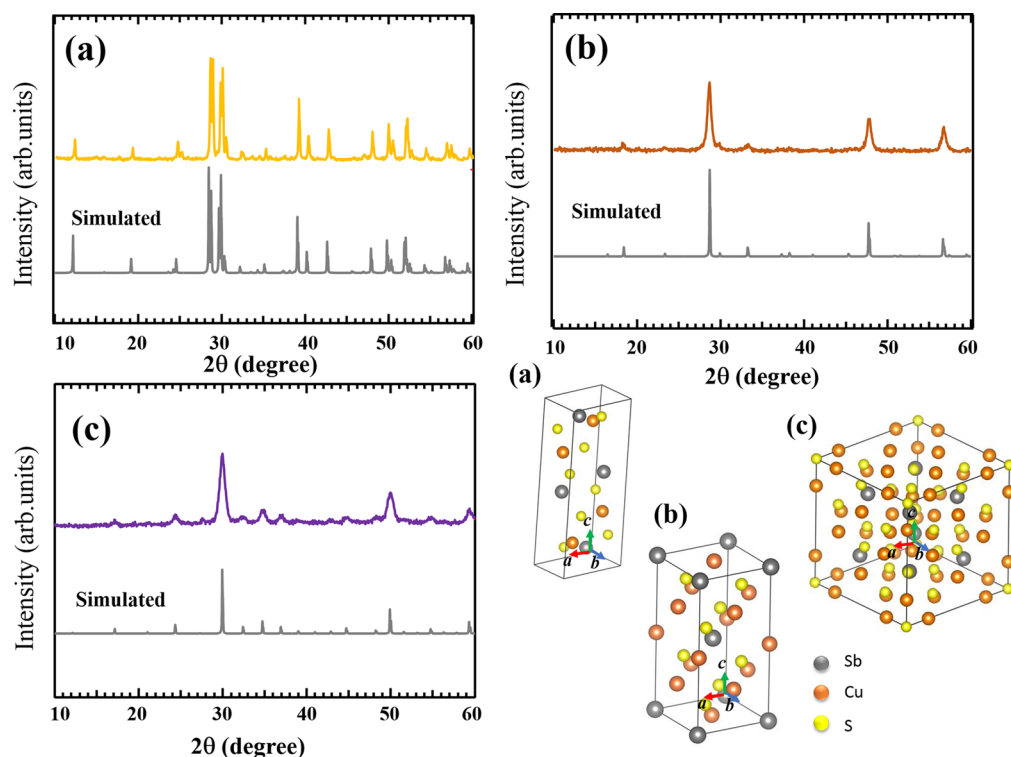 (a)
Intensity (arb.units)
Simulated
10 20 30 40 50 60
2θ (degree)
(b)
Intensity (arb.units)
Simulated
10 20 30 40 50 60
2θ (degree)
(c)
Intensity (arb.units)
Simulated
10 20 30 40 50 60
2θ (degree)
(a)
c
a b
(b)
c
a b
(c)
c
a b
Sb
Cu
S